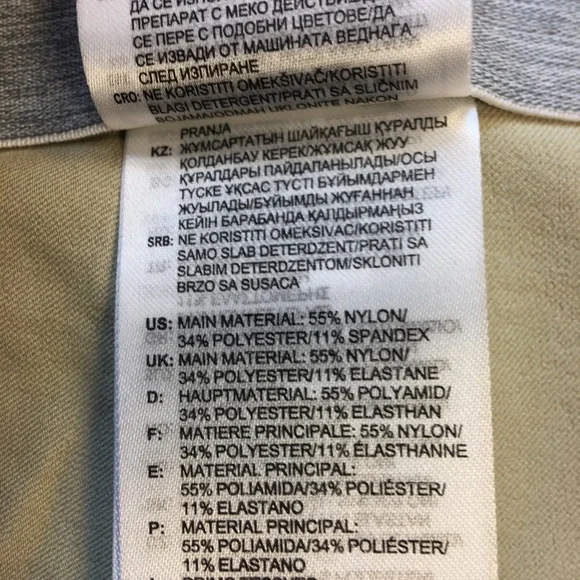 ДА СЕ ИЗПО
ПРЕПАРАТ С МЕКО ДЕЙСТВИЕ/ДА
СЕ ПЕРЕ С ПОДОБНИ ЦВЕТОВЕ/ДА
СЕ ИЗВАДИ ОТ МАШИНАТА ВЕДНАГА
СЛЕД ИЗПИРАНЕ
CRO: NE KORISTITI OMEKŠIVAČ/KORISTITI
BLAGI DETERGENT/PRATI SA SLIČNIM
BOJAMA/ODMAH UKLONITE NAKON
PRANJA
KZ: ЖҰМСАРТАТЫН ШАЙҚАҒЫШ ҚҰРАЛДЫ
ҚОЛДАНБАУ КЕРЕК/ЖҰМСАҚ ЖУУ
ҚҰРАЛДАРЫ ПАЙДАЛАНЫЛАДЫ/ОСЫ
ТҮСКЕ ҰҚСАС ТҮСТІ БҰЙЫМДАРМЕН
ЖУЫЛАДЫ/БҰЙЫМДЫ ЖУҒАННАН
КЕЙІН БАРАБАНДА ҚАЛДЫРМАҢЫЗ
SRB: NE KORISTITI OMEKSIVAC/KORISTITI
SAMO SLAB DETERDZENT/PRATI SA
SLABIM DETERDZENTOM/SKLONITI
BRZO SA SUSACA
US: MAIN MATERIAL: 55% NYLON/
34% POLYESTER/11% SPANDEX
UK: MAIN MATERIAL: 55% NYLON/
34% POLYESTER/11% ELASTANE
D: HAUPTMATERIAL: 55% POLYAMID/
34% POLYESTER/11% ELASTHAN
F: MATIERE PRINCIPALE: 55% NYLON/
34% POLYESTER/11% ÉLASTHANNE
E: MATERIAL PRINCIPAL:
55% POLIAMIDA/34% POLIÉSTER/
11% ELASTANO
P: MATERIAL PRINCIPAL:
55% POLIAMIDA/34% POLIÉSTER/
11% ELASTANO